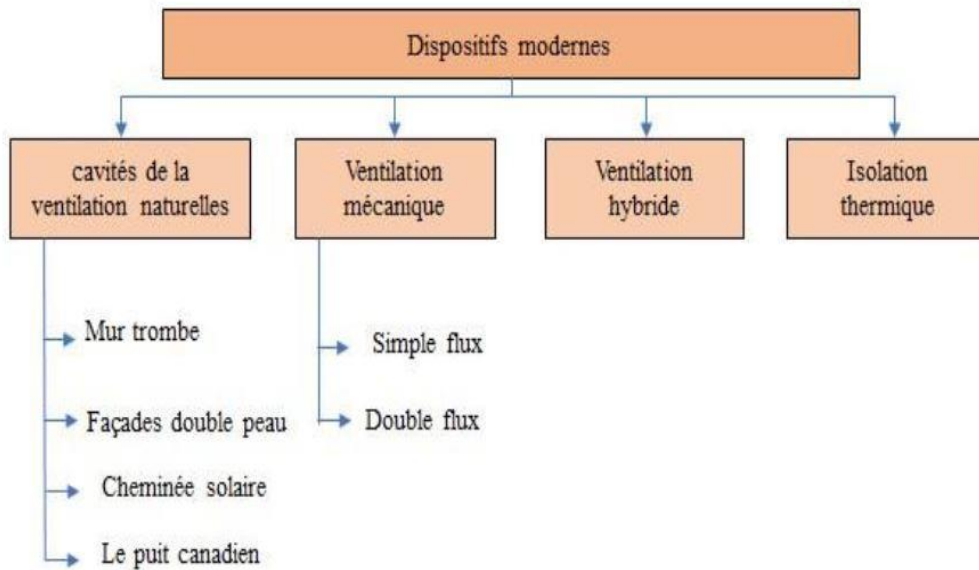 Dispositifs modernes
cavités de la
ventilation naturelles
Ventilation
mécanique
Ventilation
hybride
Isolation
thermique
Mur trombe
Façades double peau
Cheminée solaire
Le puit canadien
Simple flux
Double flux